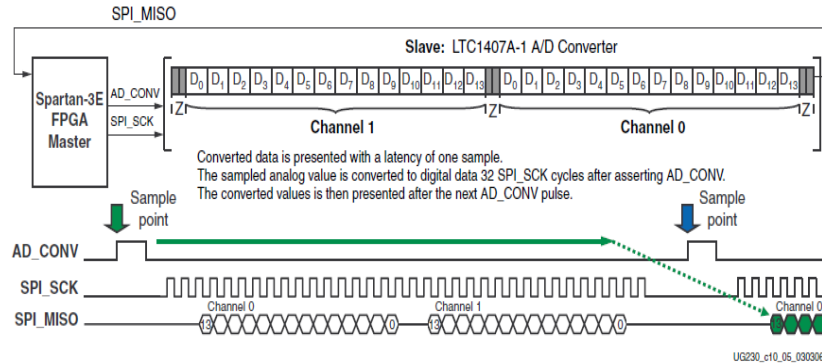 SPI_MISO
Slave: LTC1407A-1 A/D Converter
Spartan-3E
FPGA
Master
AD_CONV
SPI_SCK
D0 D1 D2 D3 D4 D5 D6 D7 D8 D9 D10 D11 D12 D13 D0 D1 D2 D3 D4 D5 D6 D7 D8 D9 D10 D11 D12 D13
Z Z Z
Channel 1 Channel 0
Converted data is presented with a latency of one sample.
The sampled analog value is converted to digital data 32 SPI_SCK cycles after asserting AD_CONV.
The converted values is then presented after the next AD_CONV pulse.
Sample
point
Sample
point
AD_CONV
SPI_SCK
Channel 0 Channel 1 Channel 0
SPI_MISO 13 0 13 0 13
UG230_c10_05_030306